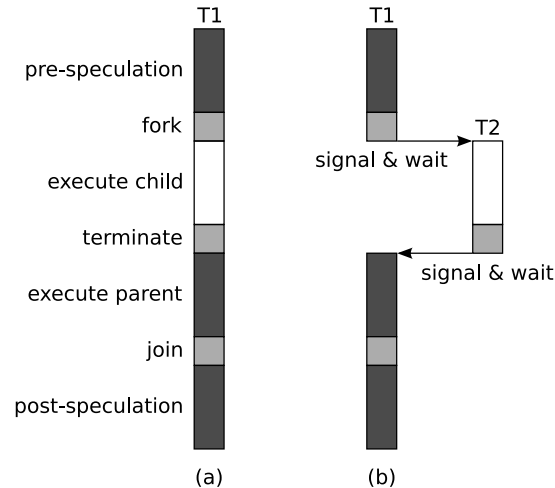 T1
T1
pre-speculation
fork
T2
signal & wait
execute child
terminate
signal & wait
execute parent
join
post-speculation
(a)
(b)